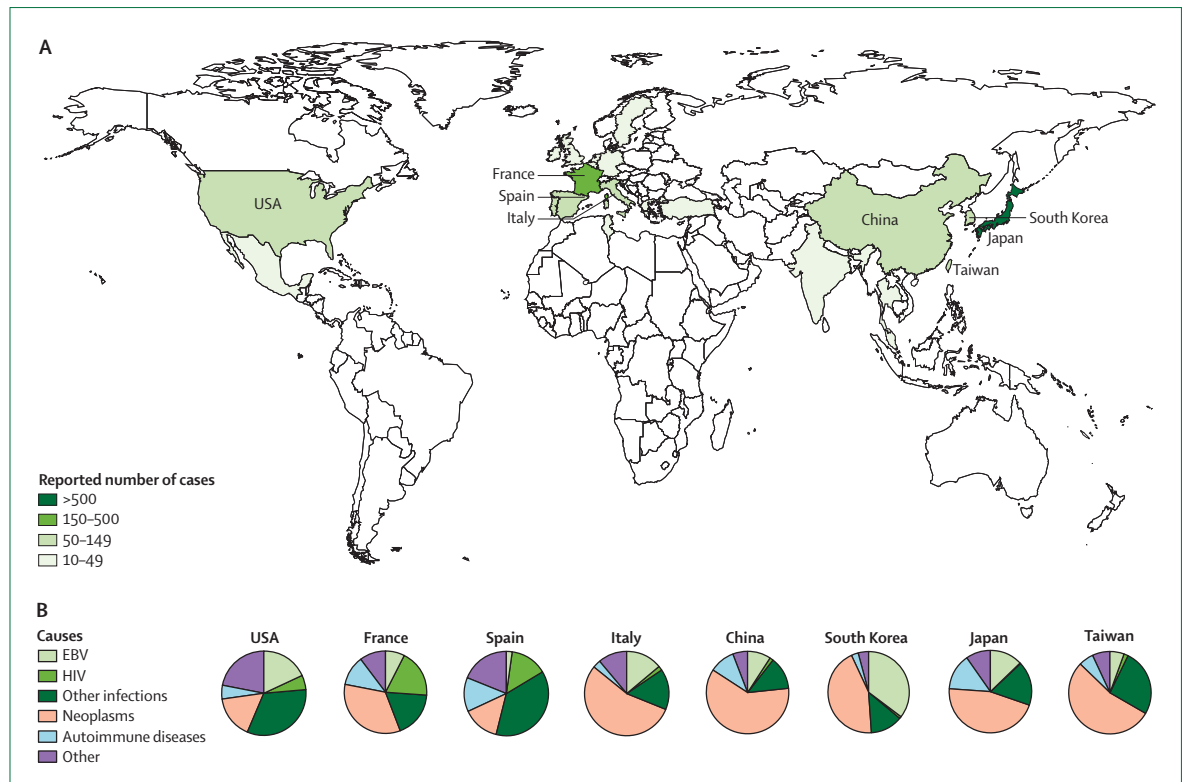 A
France
Spain
Italy
USA
China
South Korea
Japan
Taiwan
Reported number of cases
>500
150–500
50–149
10–49
B
Causes
EBV
HIV
Other infections
Neoplasms
Autoimmune diseases
Other
USA
France
Spain
Italy
China
South Korea
Japan
Taiwan